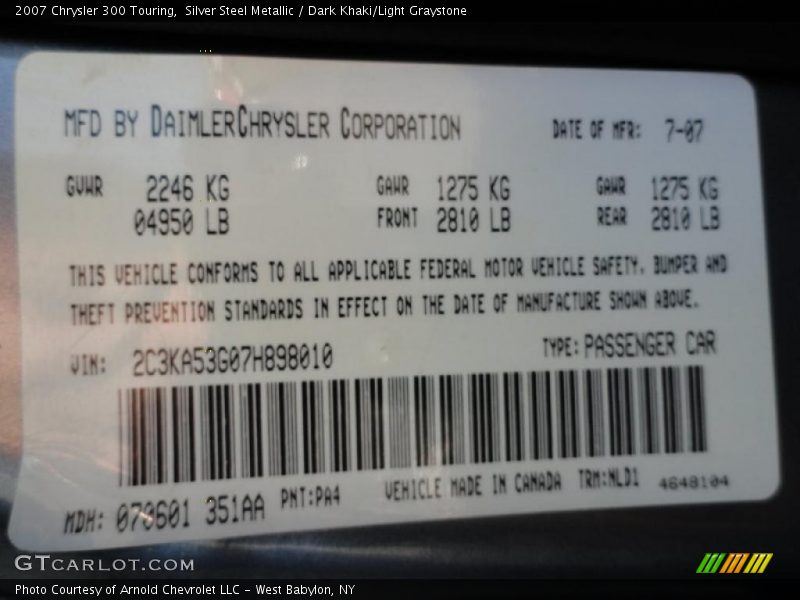 2007 Chrysler 300 Touring,  Silver Steel Metallic / Dark Khaki/Light Graystone
MFD BY DAIMLERCHRYSLER CORPORATION DATE OF MFR: 7-07
GVWR 2246 KG GAWR 1275 KG GAWR 1275 KG
04950 LB FRONT 2810 LB REAR 2810 LB
THIS VEHICLE CONFORMS TO ALL APPLICABLE FEDERAL MOTOR VEHICLE SAFETY, BUMPER AND
THEFT PREVENTION STANDARDS IN EFFECT ON THE DATE OF MANUFACTURE SHOWN ABOVE.
VIN: 2C3KA53G07H898010 TYPE: PASSENGER CAR
MDH: 070601 351AA PNT:PA4 VEHICLE MADE IN CANADA TRM:NLD1 4648104
GTCARLOT.COM
Photo Courtesy of Arnold Chevrolet LLC - West Babylon, NY